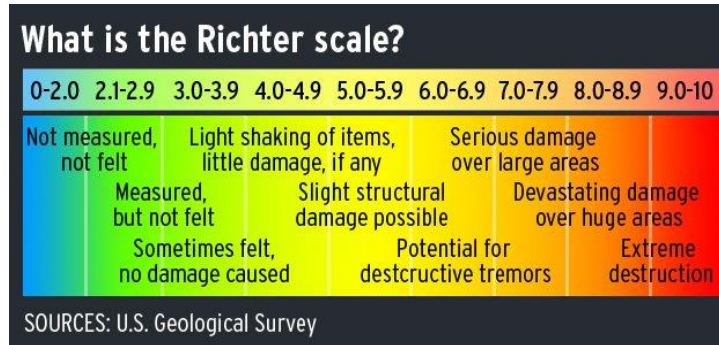 What is the Richter scale?
0-2.0 2.1-2.9 3.0-3.9 4.0-4.9 5.0-5.9 6.0-6.9 7.0-7.9 8.0-8.9 9.0-10
Not measured,
not felt
Measured,
but not felt
Sometimes felt,
no damage caused
Light shaking of items,
little damage, if any
Slight structural
damage possible
Potential for
destcructive tremors
Serious damage
over large areas
Devastating damage
over huge areas
Extreme
destruction
SOURCES: U.S. Geological Survey